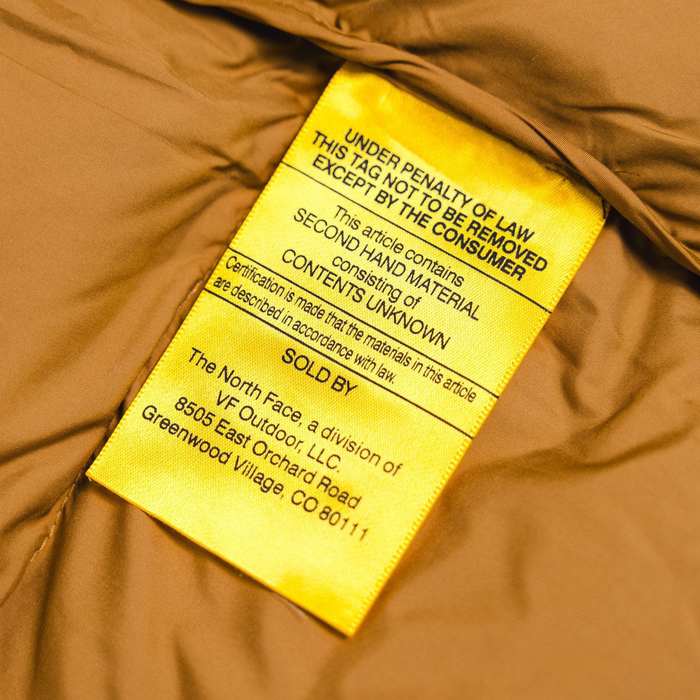 UNDER PENALTY OF LAW
THIS TAG NOT TO BE REMOVED
EXCEPT BY THE CONSUMER
This article contains
SECOND HAND MATERIAL
consisting of
CONTENTS UNKNOWN
Certification is made that the materials in this article
are described in accordance with law.
SOLD BY
The North Face, a division of
VF Outdoor, LLC.
8505 East Orchard Road
Greenwood Village, CO 80111